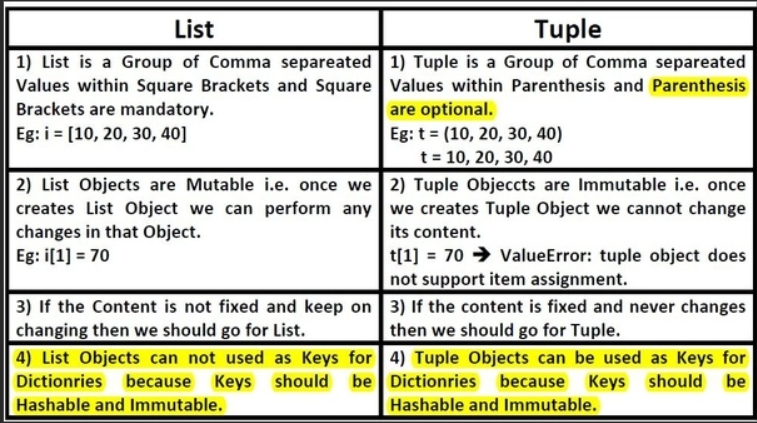 List
Tuple
1) List is a Group of Comma separeated
Values within Square Brackets and Square
Brackets are mandatory.
Eg: i = [10, 20, 30, 40]
1) Tuple is a Group of Comma separeated
Values within Parenthesis and Parenthesis
are optional.
Eg: t = (10, 20, 30, 40)
t = 10, 20, 30, 40
2) List Objects are Mutable i.e. once we
creates List Object we can perform any
changes in that Object.
Eg: i[1] = 70
2) Tuple Objeccts are Immutable i.e. once
we creates Tuple Object we cannot change
its content.
t[1] = 70 ➔ ValueError: tuple object does
not support item assignment.
3) If the Content is not fixed and keep on
changing then we should go for List.
3) If the content is fixed and never changes
then we should go for Tuple.
4) List Objects can not used as Keys for
Dictionries because Keys should be
Hashable and Immutable.
4) Tuple Objects can be used as Keys for
Dictionries because Keys should be
Hashable and Immutable.